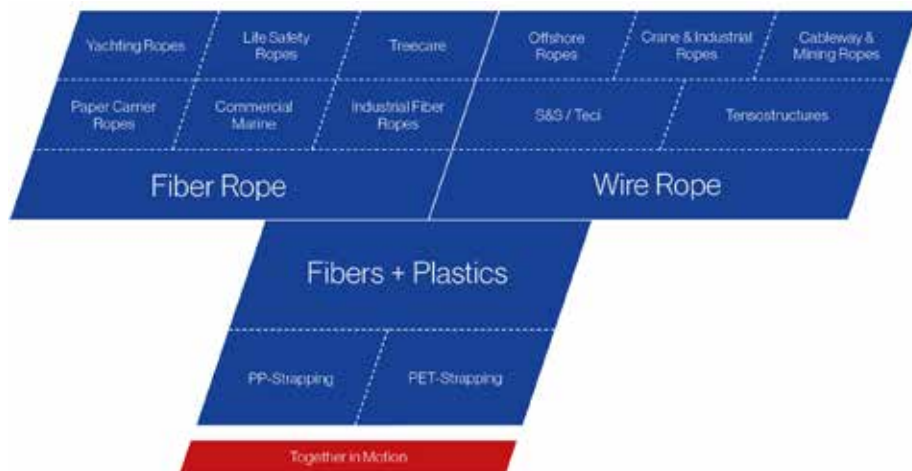 Yachting Ropes
Life Safety
Ropes
Treecare
Offshore
Ropes
Crane & Industrial
Ropes
Cableway &
Mining Ropes
Paper Carrier
Ropes
Commercial
Marine
Industrial Fiber
Ropes
S&S / Teci
Tensostructures
Fiber Rope
Wire Rope
Fibers + Plastics
PP-Strapping
PET-Strapping
Together in Motion